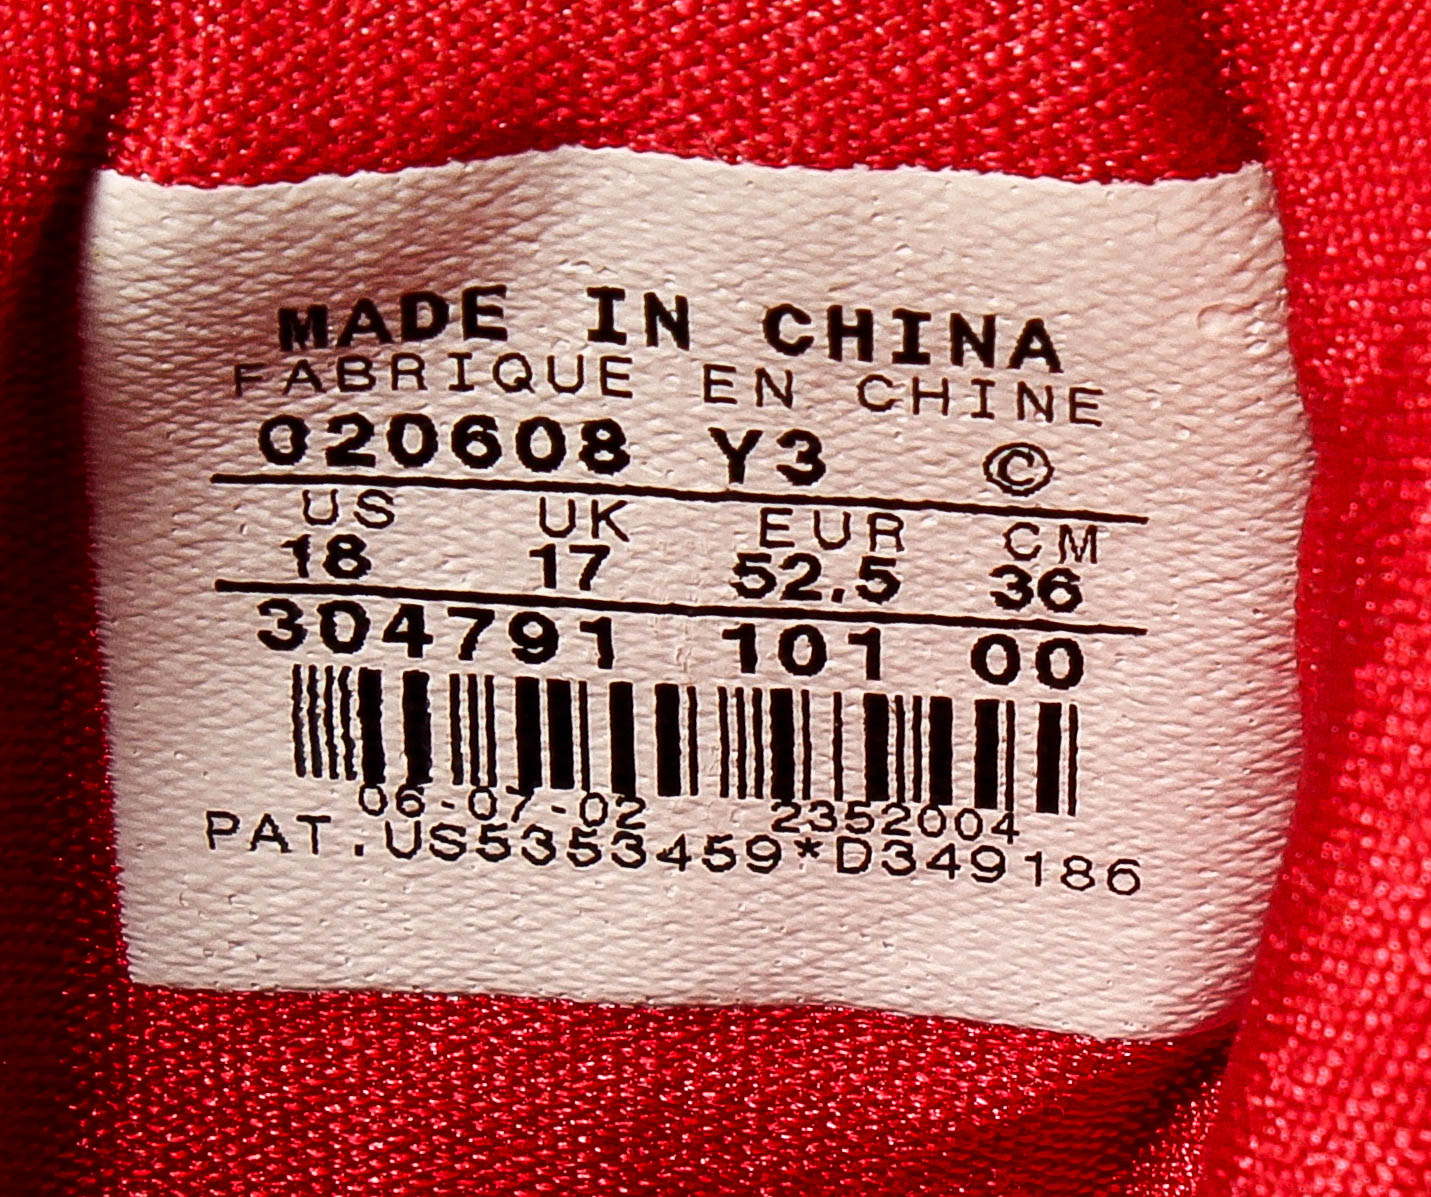 MADE IN CHINA
FABRIQUE EN CHINE
020608 Y3 ©
US UK EUR CM
18 17 52.5 36
304791 101 00
06-07-02 2352004
PAT.US5353459*D349186